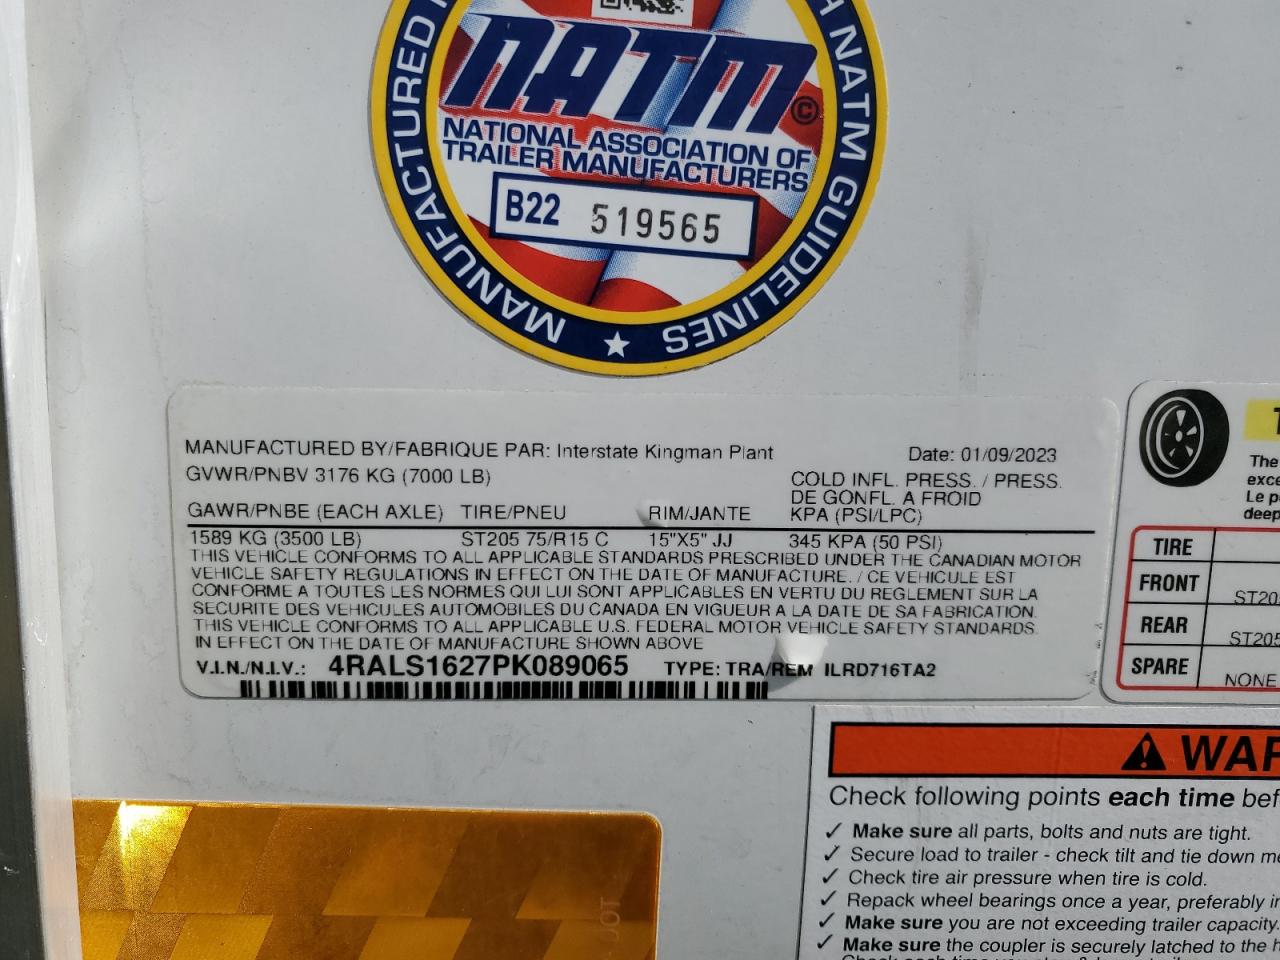 MANUFACTURED
H NATM GUIDELINES
NATM©
NATIONAL ASSOCIATION OF
TRAILER MANUFACTURERS
B22 519565
MANUFACTURED BY/FABRIQUE PAR: Interstate Kingman Plant Date: 01/09/2023
GVWR/PNBV 3176 KG (7000 LB)
COLD INFL. PRESS. / PRESS.
DE GONFL. A FROID
GAWR/PNBE (EACH AXLE) TIRE/PNEU RIM/JANTE KPA (PSI/LPC)
1589 KG (3500 LB) ST205 75/R15 C 15"X5" JJ 345 KPA (50 PSI)
THIS VEHICLE CONFORMS TO ALL APPLICABLE STANDARDS PRESCRIBED UNDER THE CANADIAN MOTOR
VEHICLE SAFETY REGULATIONS IN EFFECT ON THE DATE OF MANUFACTURE. / CE VEHICULE EST
CONFORME A TOUTES LES NORMES QUI LUI SONT APPLICABLES EN VERTU DU REGLEMENT SUR LA
SECURITE DES VEHICULES AUTOMOBILES DU CANADA EN VIGUEUR A LA DATE DE SA FABRICATION.
THIS VEHICLE CONFORMS TO ALL APPLICABLE U.S. FEDERAL MOTOR VEHICLE SAFETY STANDARDS
IN EFFECT ON THE DATE OF MANUFACTURE SHOWN ABOVE
V.I.N./N.I.V.: 4RALS1627PK089065 TYPE: TRA/REM ILRD716TA2
The
exce
Le p
deep
TIRE
FRONT ST20
REAR ST205
SPARE NONE
WAR
Check following points each time bef
✓ Make sure all parts, bolts and nuts are tight.
✓ Secure load to trailer - check tilt and tie down me
✓ Check tire air pressure when tire is cold.
✓ Repack wheel bearings once a year, preferably in
✓ Make sure you are not exceeding trailer capacity.
✓ Make sure the coupler is securely latched to the h
DOT